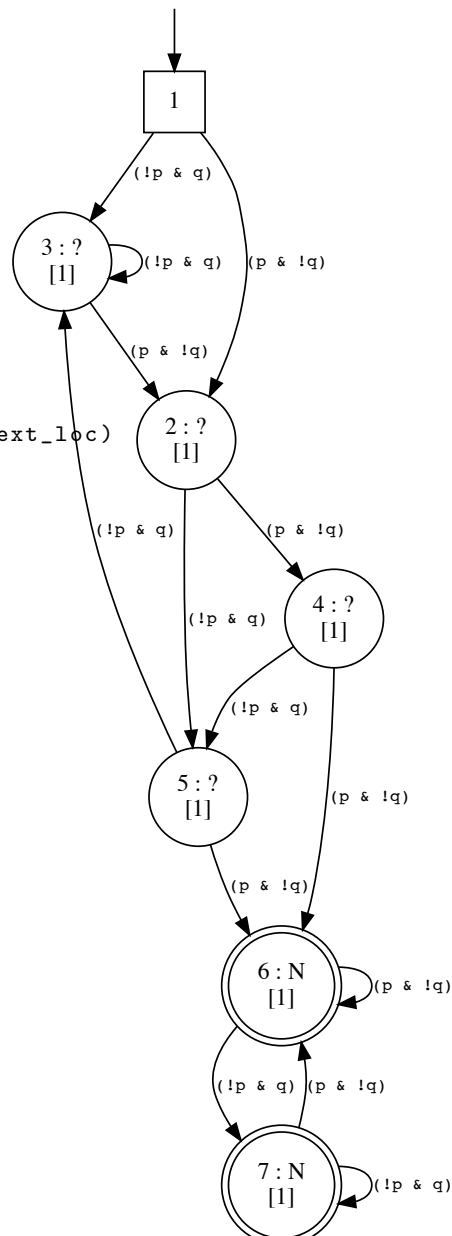 1
(!p & q)
3 : ?
[1]
(!p & q)
(p & !q)
(p & !q)
2 : ?
[1]
ext_loc)
(!p & q)
(p & !q)
4 : ?
[1]
(!p & q)
(!p & q)
5 : ?
[1]
(p & !q)
(p & !q)
6 : N
[1]
(p & !q)
(!p & q)
(p & !q)
7 : N
[1]
(!p & q)